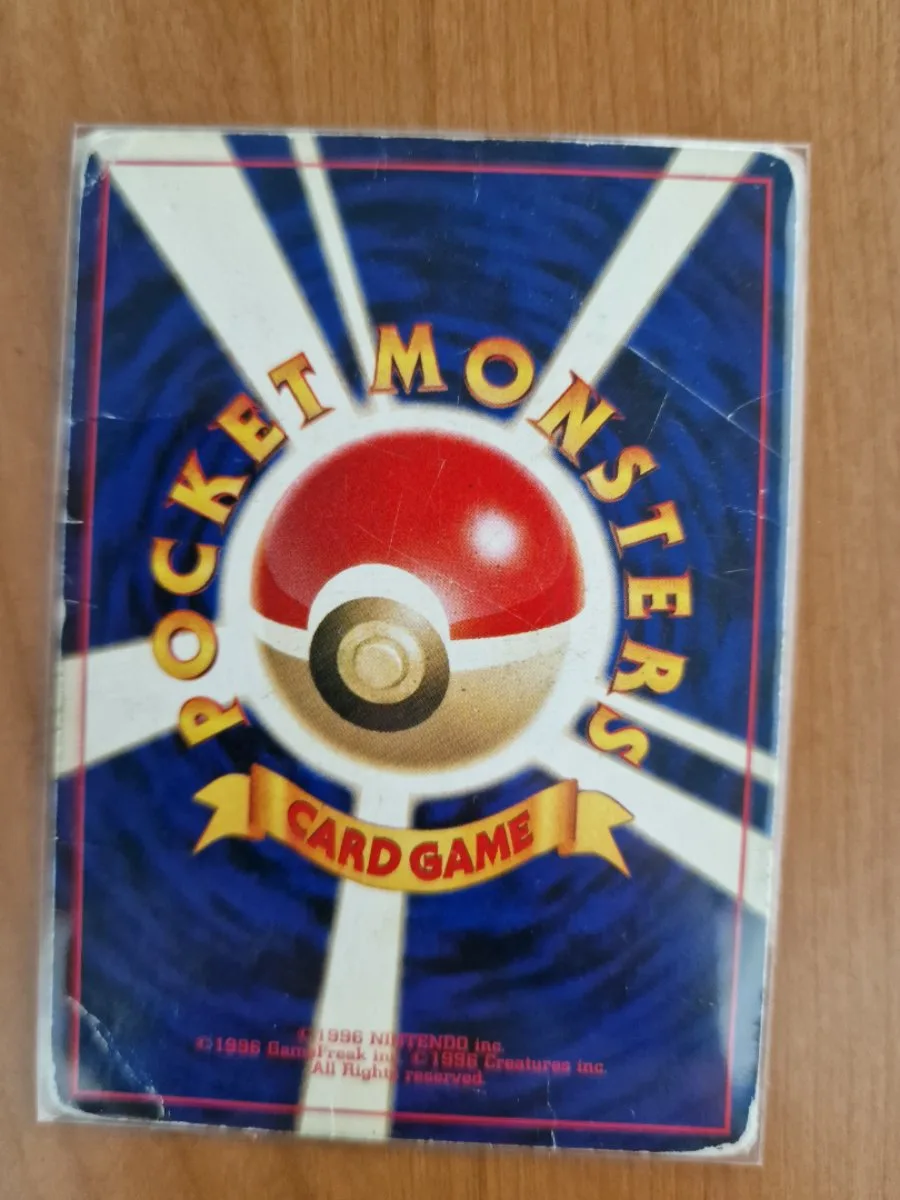 POCKET MONSTERS
CARD GAME
©1996 NINTENDO inc.
©1996 GameFreak inc. ©1996 Creatures inc.
All Rights reserved.